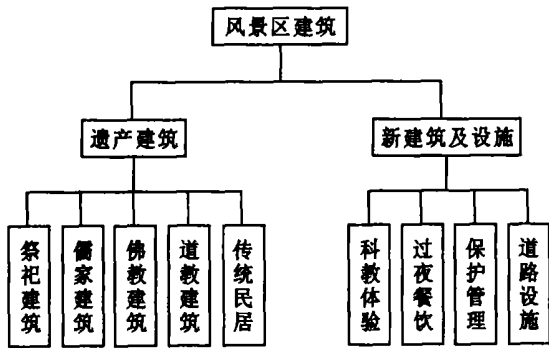 风景区建筑
遗产建筑
新建筑及设施
祭祀建筑
儒家建筑
佛教建筑
道教建筑
传统民居
科教体验
过夜餐饮
保护管理
道路设施